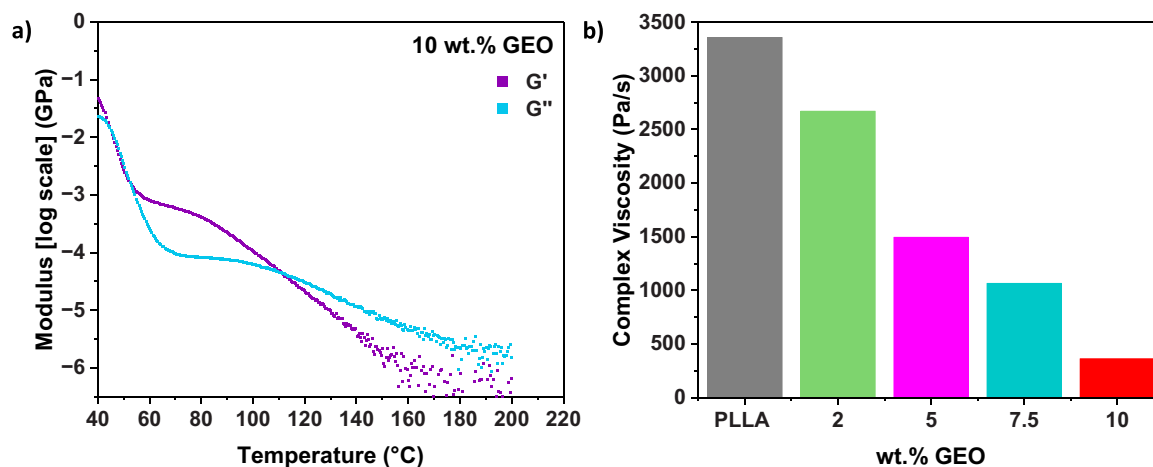 a)
10 wt.% GEO
G'
G''
Modulus [log scale] (GPa)
0
−1
−2
−3
−4
−5
−6
40 60 80 100 120 140 160 180 200 220
Temperature (°C)
b)
Complex Viscosity (Pa/s)
3500
3000
2500
2000
1500
1000
500
0
PLLA 2 5 7.5 10
wt.% GEO